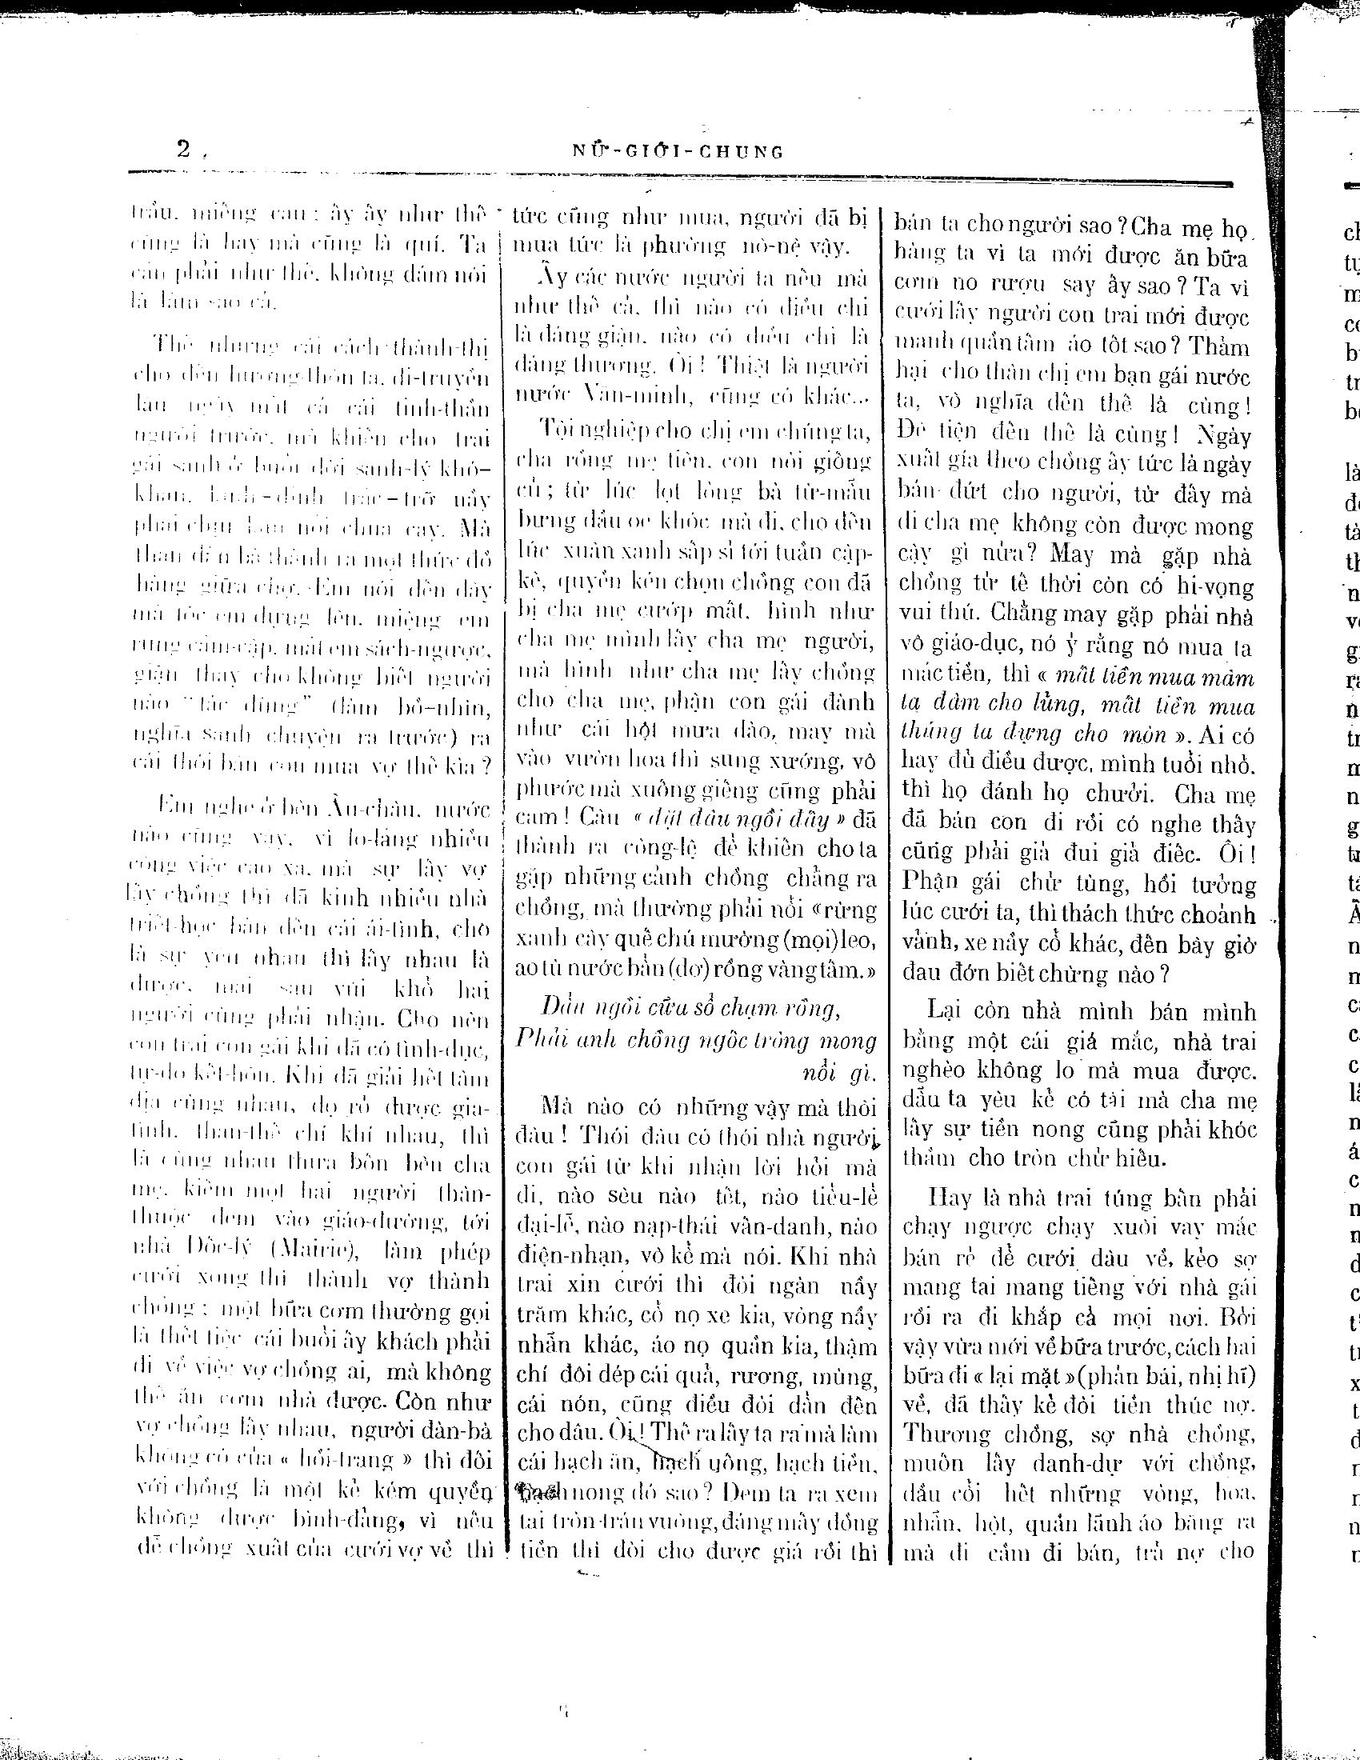 2
NỮ-GIỚI-CHUNG
trầu, miếng cau ; ấy ấy như thế
cũng là hay mà cũng là quí. Ta
cần phải như thế, không dám nói
là làm sao cả.
Thế nhưng cái cách thành-thị
cho đến hương-thôn ta, di-truyền
lâu ngày mất cả cái tinh-thần
người trước, mà khiến cho trai
gái sanh ở buổi đời sanh-lý khó-
khăn, kinh-dinh trắc-trở nầy
phải chịu lắm nỗi chua cay. Mà
thân đàn bà thành ra một thức đồ
hàng giữa chợ. Em nói đến đây
mà tóc em dựng lên, miệng em
rung cầm-cập, mắt em sách-ngược,
giận thay cho không biết người
nào "tác dũng" (làm bồ-nhìn,
nghĩa sanh chuyện ra trước) ra
cái thói bán con mua vợ thế kia ?
Em nghe ở bên Âu-châu, nước
nào cũng vậy, vì lo-lắng nhiều
công việc cao xa, mà sự lấy vợ
lấy chồng thì đã kinh nhiều nhà
triết-học bàn đến cái ái-tình, cho
là sự yêu nhau thì lấy nhau là
được, mai sau vui khổ hai
người cùng phải nhận. Cho nên
con trai con gái khi đã có tình-dục,
tự-do kết-hôn. Khi đã giải hết tâm
địa cùng nhau, dọ rõ được gia-
tình, than-thế chí khí nhau, thì
là cùng nhau thưa bốn bên cha
mẹ, kiếm một hai người thân-
thuộc đem vào giáo-đường, tới
nhà Đốc-lý (Mairie), làm phép
cưới xong thì thành vợ thành
chồng ; một bữa cơm thường gọi
là thết tiệc cái buổi ấy khách phải
đi về việc vợ chồng ai, mà không
thể ăn cơm nhà được. Còn như
vợ chồng lấy nhau, người đàn-bà
không có của « hồi-trang » thì đối
với chồng là một kẻ kém quyền
không được bình-đẳng, vì nếu
để chồng xuất của cưới vợ về thì
tức cũng như mua, người đã bị
mua tức là phường nô-nệ vậy.
Ấy các nước người ta nếu mà
như thế cả, thì nào có điều chi
là đáng giận, nào có điều chi là
đáng thương. Ôi ! Thiệt là người
nước Văn-minh, cũng có khác...
Tội nghiệp cho chị em chúng ta,
cha rồng mẹ tiên, con nòi giống
cũ ; từ lúc lọt lòng bà từ-mẫu
bưng đầu oe khóc mà đi, cho đến
lúc xuân xanh sấp sỉ tới tuần cập-
kê, quyền kén chọn chồng con đã
bị cha mẹ cướp mất, hình như
cha mẹ mình lấy cha mẹ người,
mà hình như cha mẹ lấy chồng
cho cha mẹ, phận con gái đành
như cái hột mưa đào, may mà
vào vườn hoa thì sung xướng, vô
phước mà xuống giếng cũng phải
cam ! Câu « đặt đâu ngồi đấy » đã
thành ra công-lệ để khiến cho ta
gặp những cảnh chồng chẳng ra
chồng, mà thường phải nỗi « rừng
xanh cây quế chú mường (mọi) leo,
ao tù nước bẩn (dơ) rồng vàng tắm. »
Dẫu ngồi cửa sổ chạm rồng,
Phải anh chồng ngốc trông mong
nỗi gì.
Mà nào có những vậy mà thôi
đâu ! Thói đâu có thói nhà người,
con gái từ khi nhận lời hỏi mà
đi, nào sêu nào tết, nào tiểu-lễ
đại-lễ, nào nạp-thái vấn-danh, nào
điện-nhạn, vô kể mà nói. Khi nhà
trai xin cưới thì đòi ngàn nầy
trăm khác, cổ nọ xe kia, vòng nầy
nhẫn khác, áo nọ quần kia, thậm
chí đôi dép cái quả, rương, mùng,
cái nón, cũng điều đòi dẫn đến
cho dâu. Ôi ! Thế ra lấy ta ra mà làm
cái hạch ăn, hạch uống, hạch tiền,
hạch nong đó sao ? Đem ta ra xem
tai tròn-trán vuông, đáng mấy đồng
tiền thì đòi cho được giá rồi thì
bán ta cho người sao ? Cha mẹ họ
hàng ta vì ta mới được ăn bữa
cơm no rượu say ấy sao ? Ta vì
cưới lấy người con trai mới được
manh quần tấm áo tốt sao ? Thảm
hại cho thân chị em bạn gái nước
ta, vô nghĩa đến thế là cùng !
Đê tiện đến thế là cùng ! Ngày
xuất gia theo chồng ấy tức là ngày
bán dứt cho người, từ đây mà
đi cha mẹ không còn được mong
cậy gì nữa ? May mà gặp nhà
chồng tử tế thời còn có hi-vọng
vui thú. Chẳng may gặp phải nhà
vô giáo-dục, nó ỷ rằng nó mua ta
mắc tiền, thì « mất tiền mua mâm
ta đâm cho lủng, mất tiền mua
thúng ta đựng cho mòn ». Ai có
hay đủ điều được, mình tuổi nhỏ,
thì họ đánh họ chưởi. Cha mẹ
đã bán con đi rồi có nghe thấy
cũng phải giả đui giả điếc. Ôi !
Phận gái chữ tùng, hồi tưởng
lúc cưới ta, thì thách thức choảnh
vảnh, xe nầy cổ khác, đến bây giờ
đau đớn biết chừng nào ?
Lại còn nhà mình bán mình
bằng một cái giá mắc, nhà trai
nghèo không lo mà mua được,
dẫu ta yêu kẻ có tài mà cha mẹ
lấy sự tiền nong cũng phải khóc
thầm cho tròn chữ hiếu.
Hay là nhà trai túng bấn phải
chạy ngược chạy xuôi vay mắc
bán rẻ để cưới dâu về, kẻo sợ
mang tai mang tiếng với nhà gái
rồi ra đi khắp cả mọi nơi. Bởi
vậy vừa mới về bữa trước, cách hai
bữa đi « lại mặt » (phản bái, nhị hỉ)
về, đã thấy kẻ đòi tiền thúc nợ.
Thương chồng, sợ nhà chồng,
muốn lấy danh-dự với chồng,
dầu cổi hết những vòng, hoa,
nhẫn, hột, quần lãnh áo băng ra
mà đi cầm đi bán, trả nợ cho